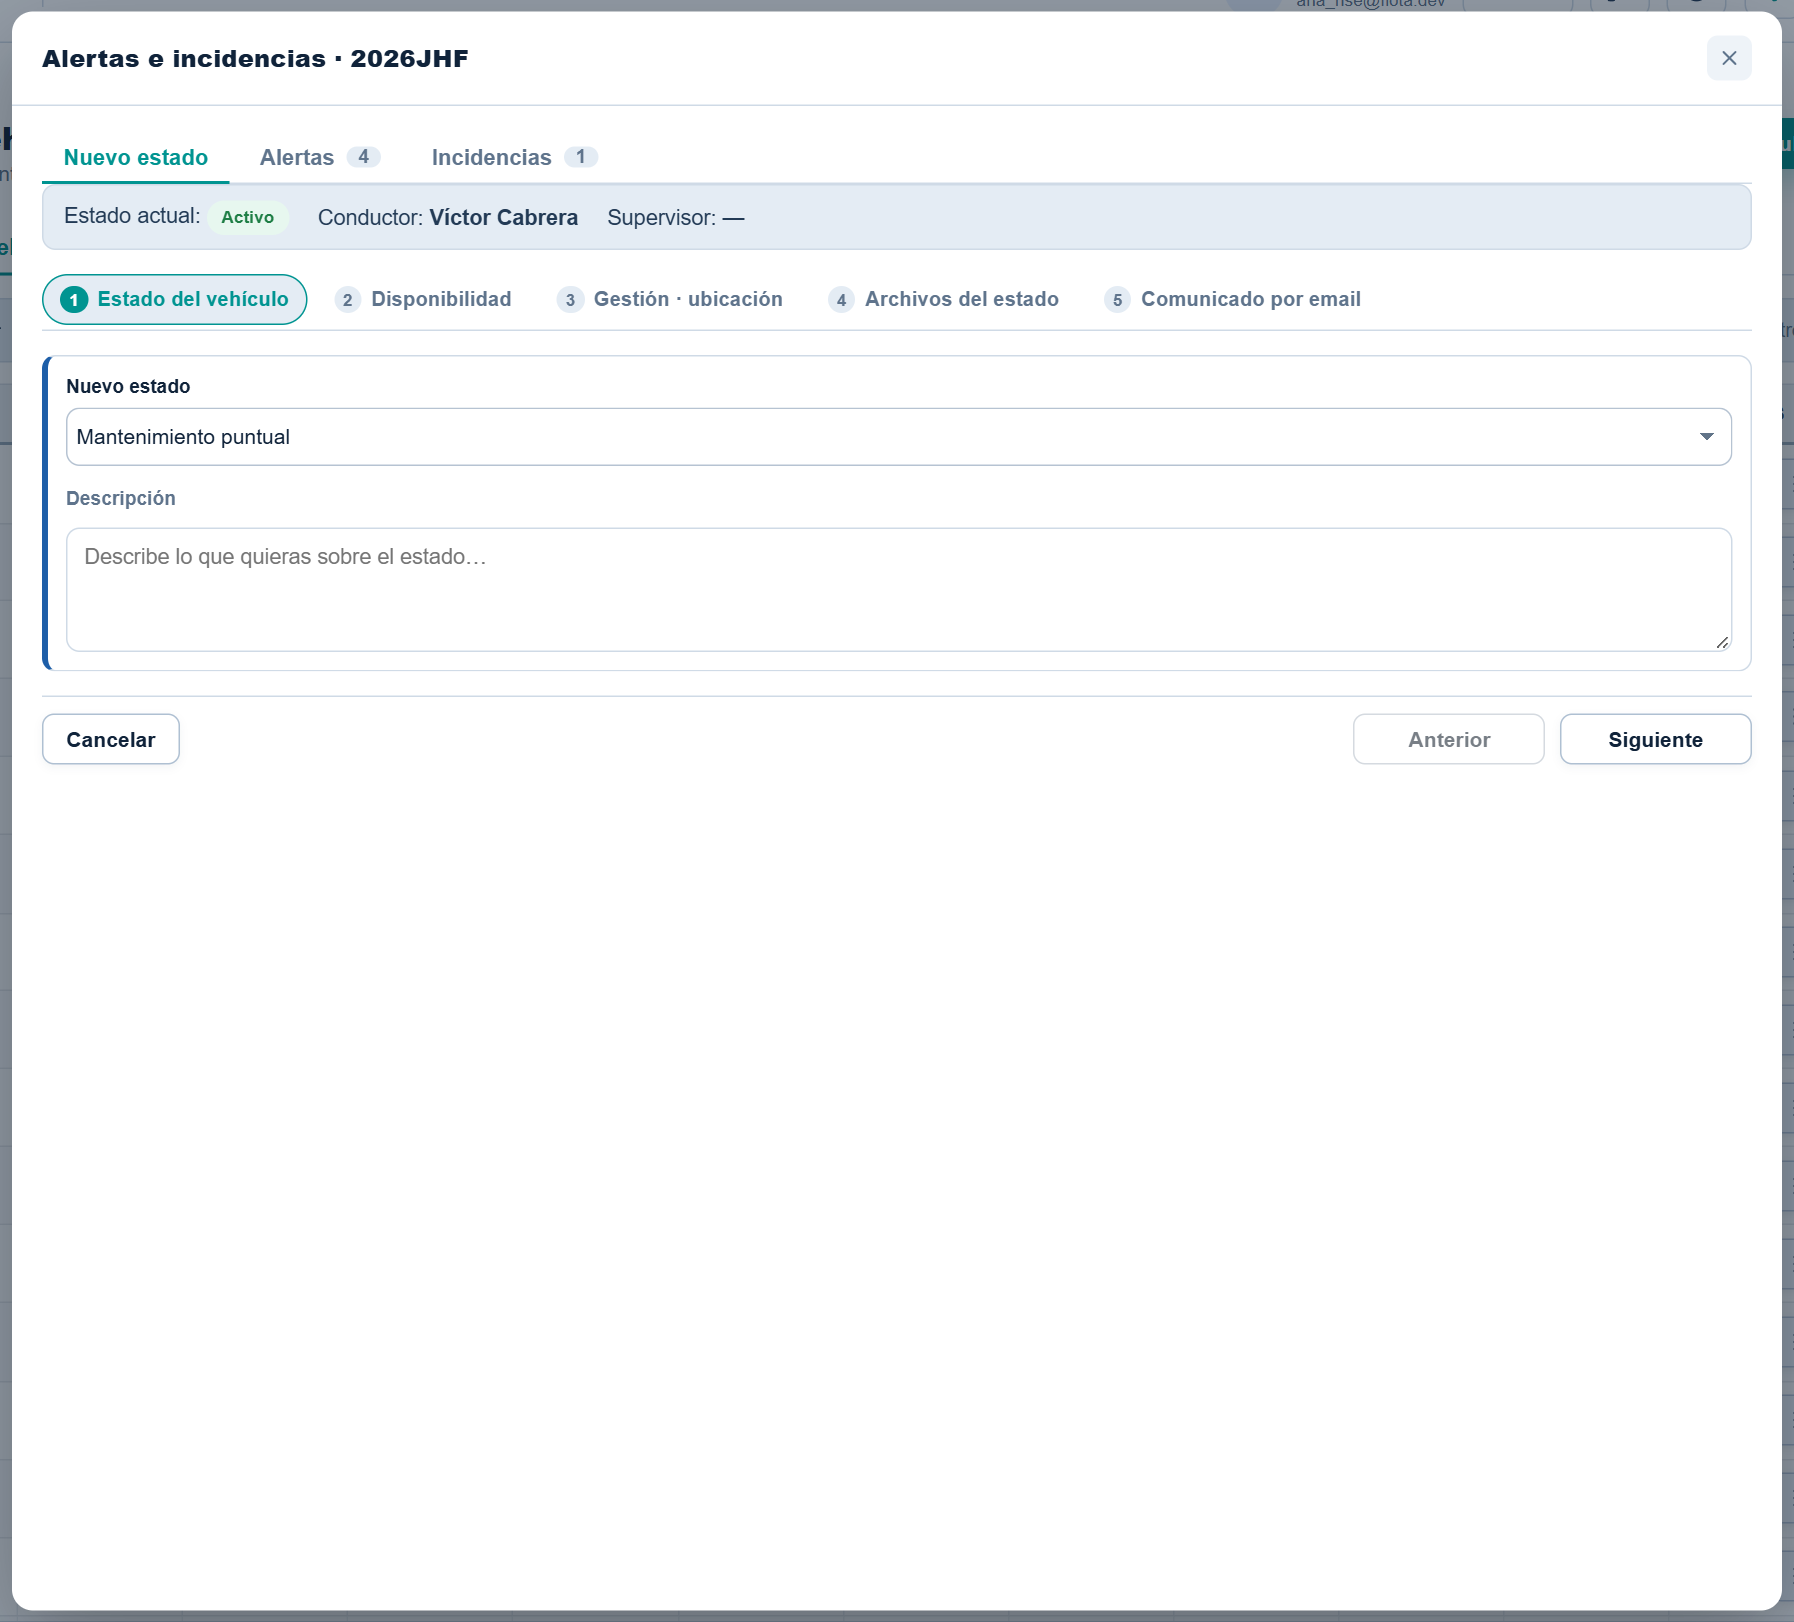 Alertas e incidencias · 2026JHF
Nuevo estado Alertas 4 Incidencias 1
Estado actual: Activo Conductor: Víctor Cabrera Supervisor: —
1 Estado del vehículo 2 Disponibilidad 3 Gestión · ubicación 4 Archivos del estado 5 Comunicado por email
Nuevo estado
Mantenimiento puntual
Descripción
Describe lo que quieras sobre el estado…
Cancelar Anterior Siguiente